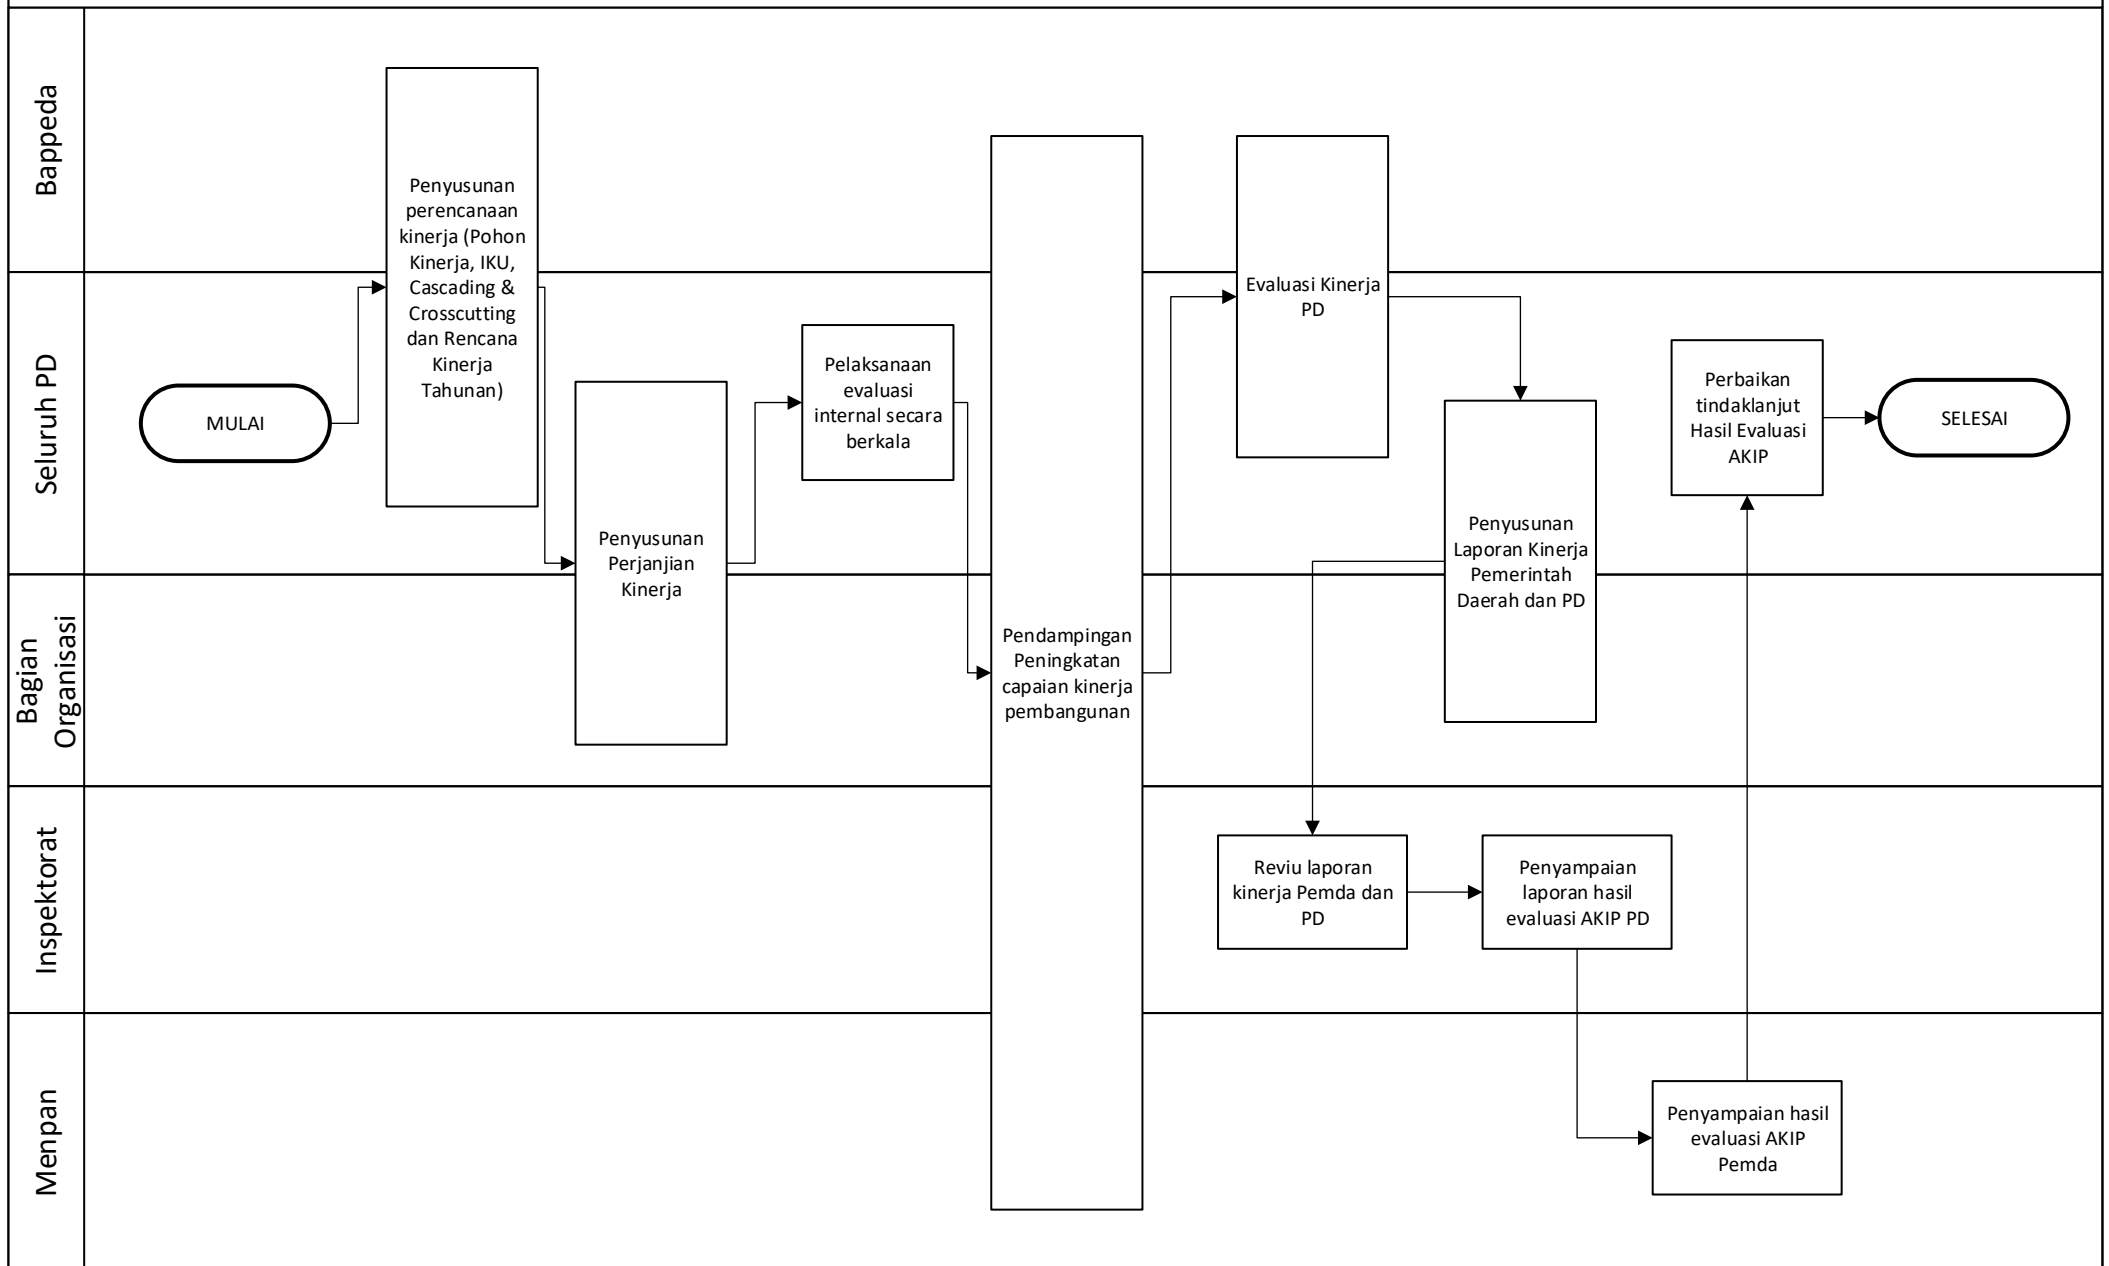 Bappeda
Seluruh PD
Bagian
Organisasi
Inspektorat
Menpan
MULAI
Penyusunan
perencanaan
kinerja (Pohon
Kinerja, IKU,
Cascading &
Crosscutting
dan Rencana
Kinerja
Tahunan)
Penyusunan
Perjanjian
Kinerja
Pelaksanaan
evaluasi
internal secara
berkala
Pendampingan
Peningkatan
capaian kinerja
pembangunan
Evaluasi Kinerja
PD
Penyusunan
Laporan Kinerja
Pemerintah
Daerah dan PD
Reviu laporan
kinerja Pemda dan
PD
Penyampaian
laporan hasil
evaluasi AKIP PD
Penyampaian hasil
evaluasi AKIP
Pemda
Perbaikan
tindaklanjut
Hasil Evaluasi
AKIP
SELESAI